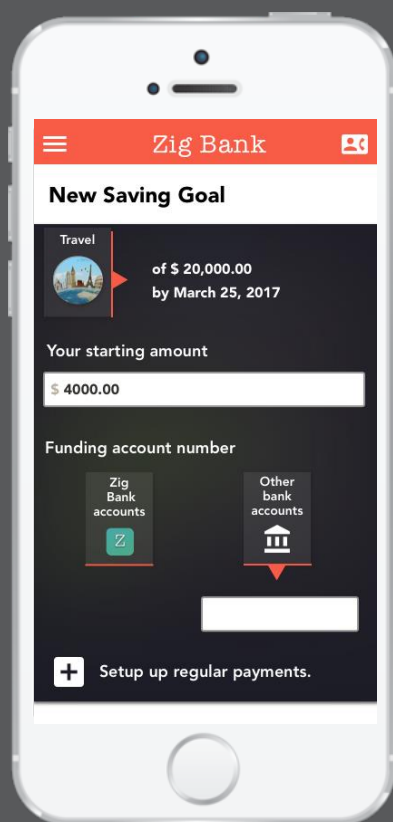 Zig Bank
New Saving Goal
Travel
of $ 20,000.00
by March 25, 2017
Your starting amount
$ 4000.00
Funding account number
Zig
Bank
accounts
Z
Other
bank
accounts
Setup up regular payments.